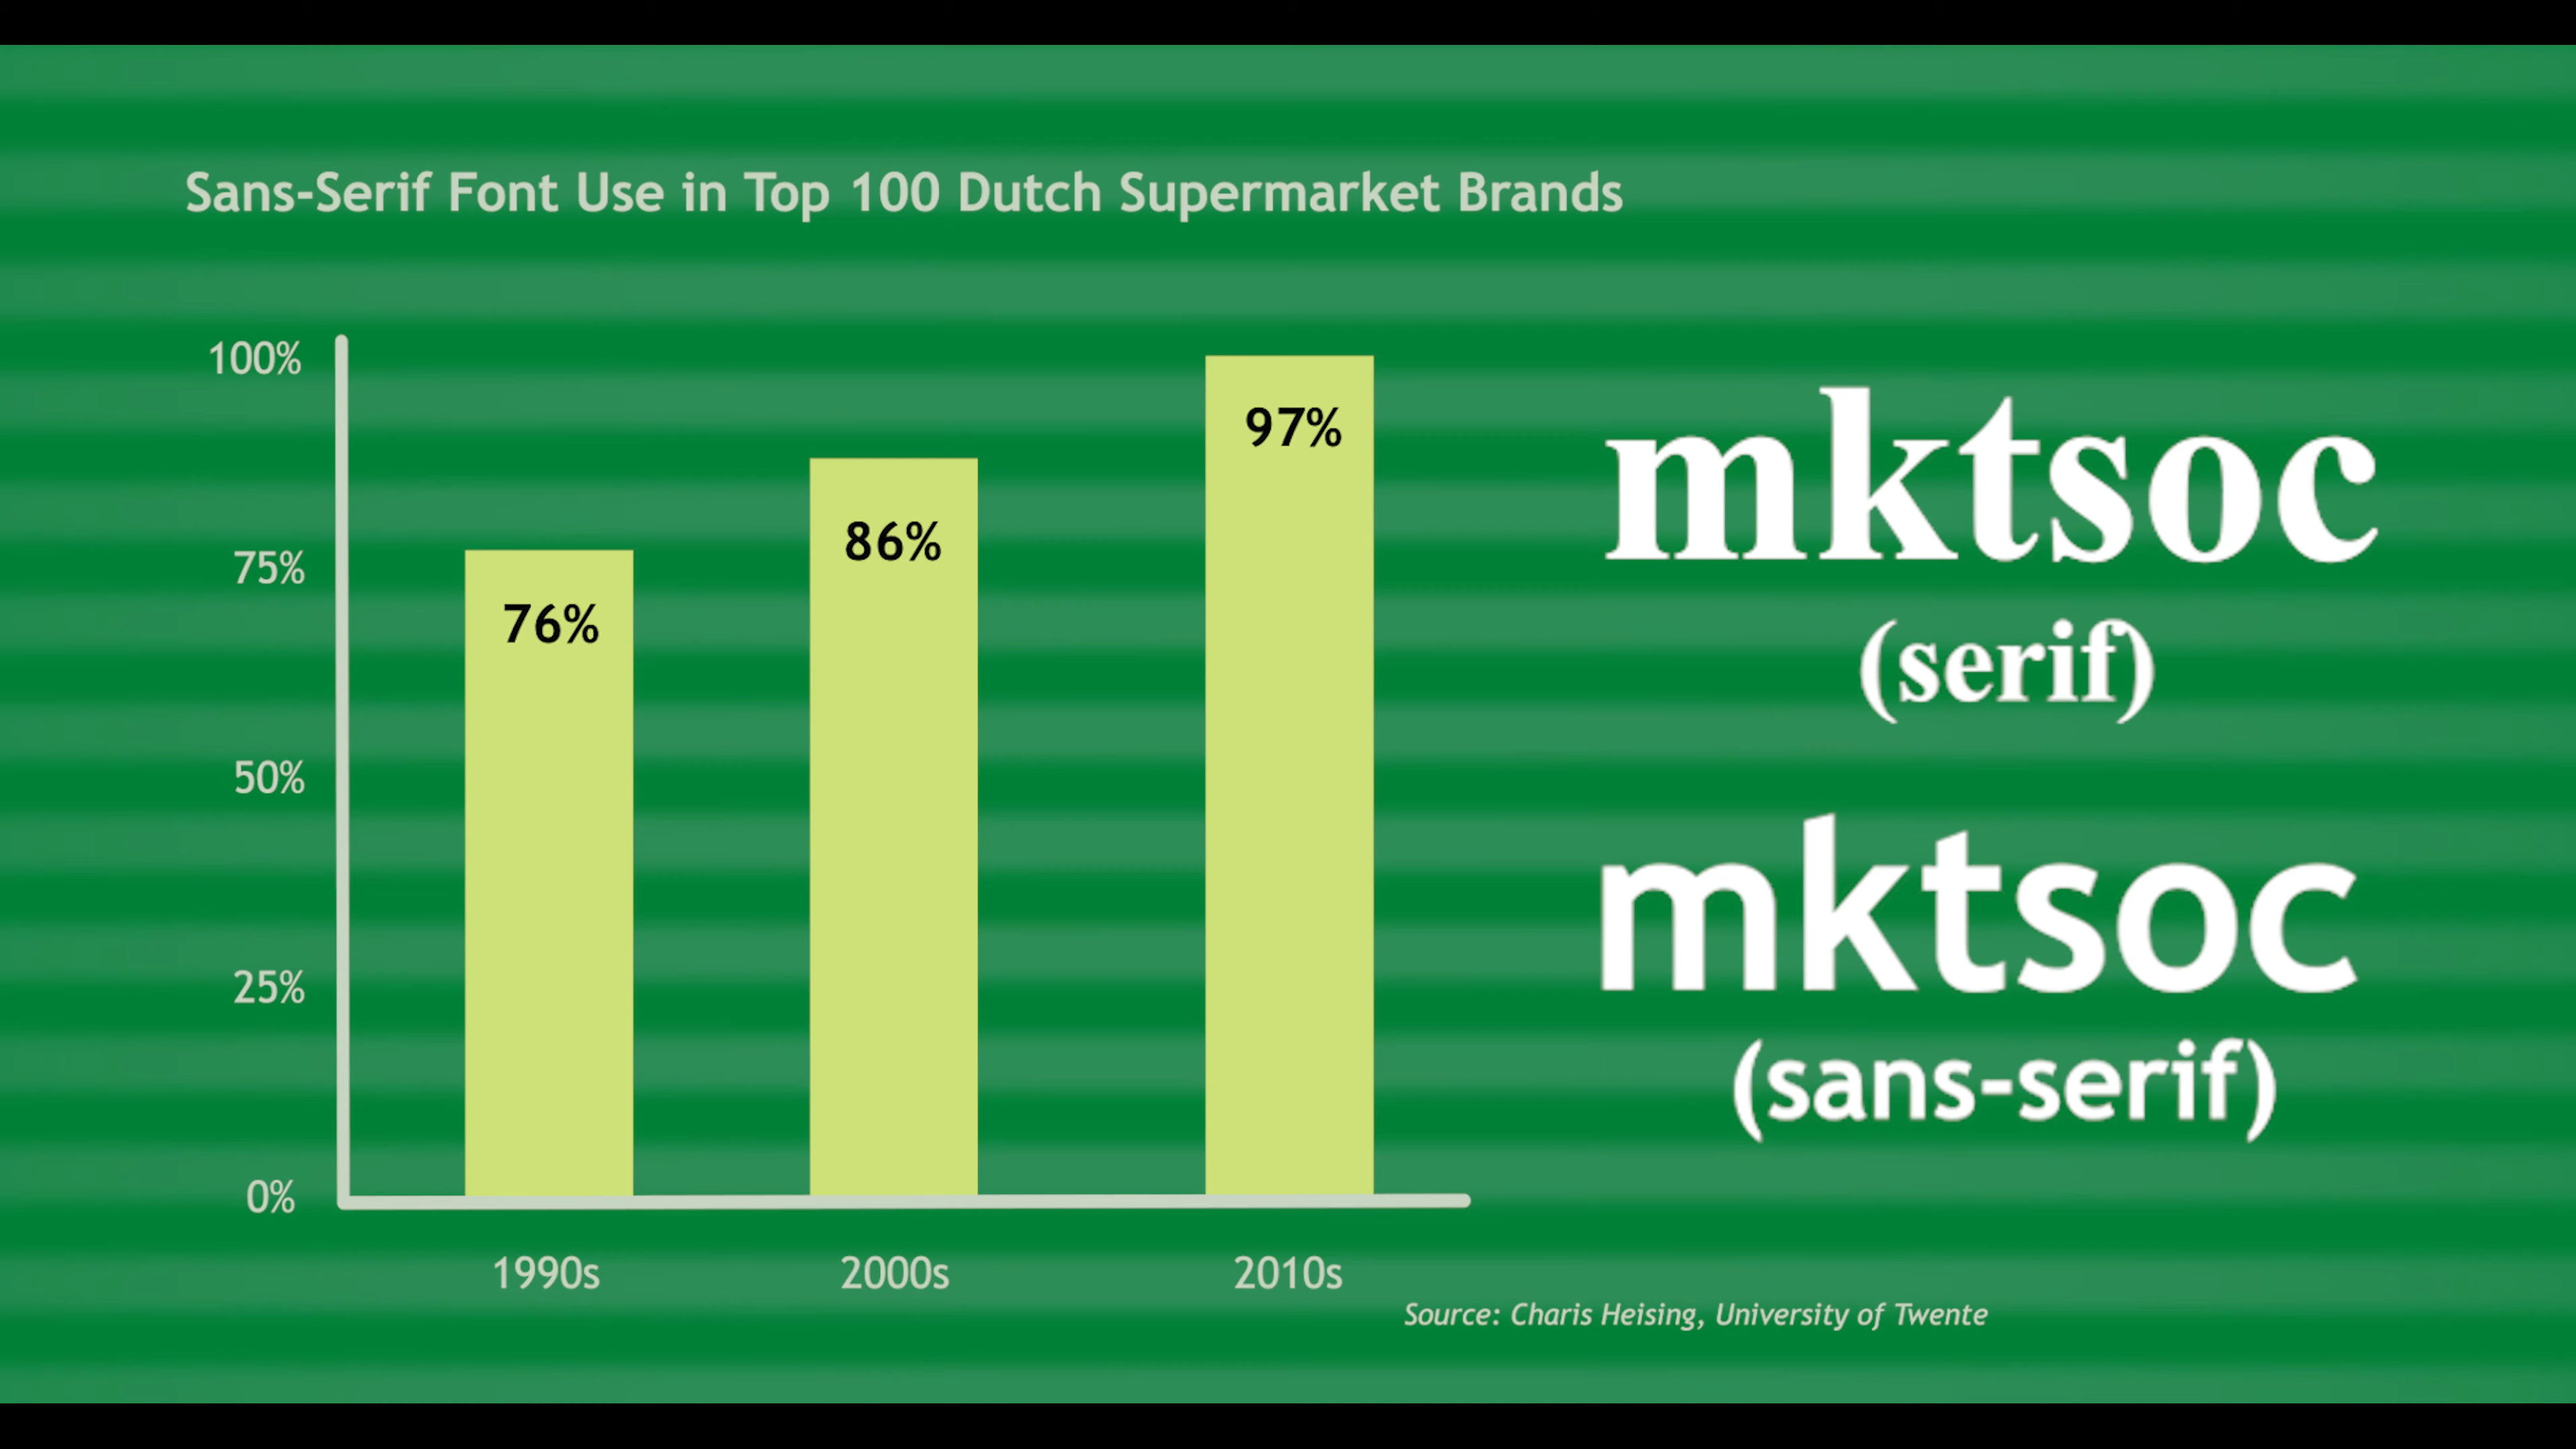 Sans-Serif Font Use in Top 100 Dutch Supermarket Brands
100%
75%
50%
25%
0%
76%
86%
97%
1990s
2000s
2010s
mktsoc
(serif)
mktsoc
(sans-serif)
Source: Charis Heising, University of Twente